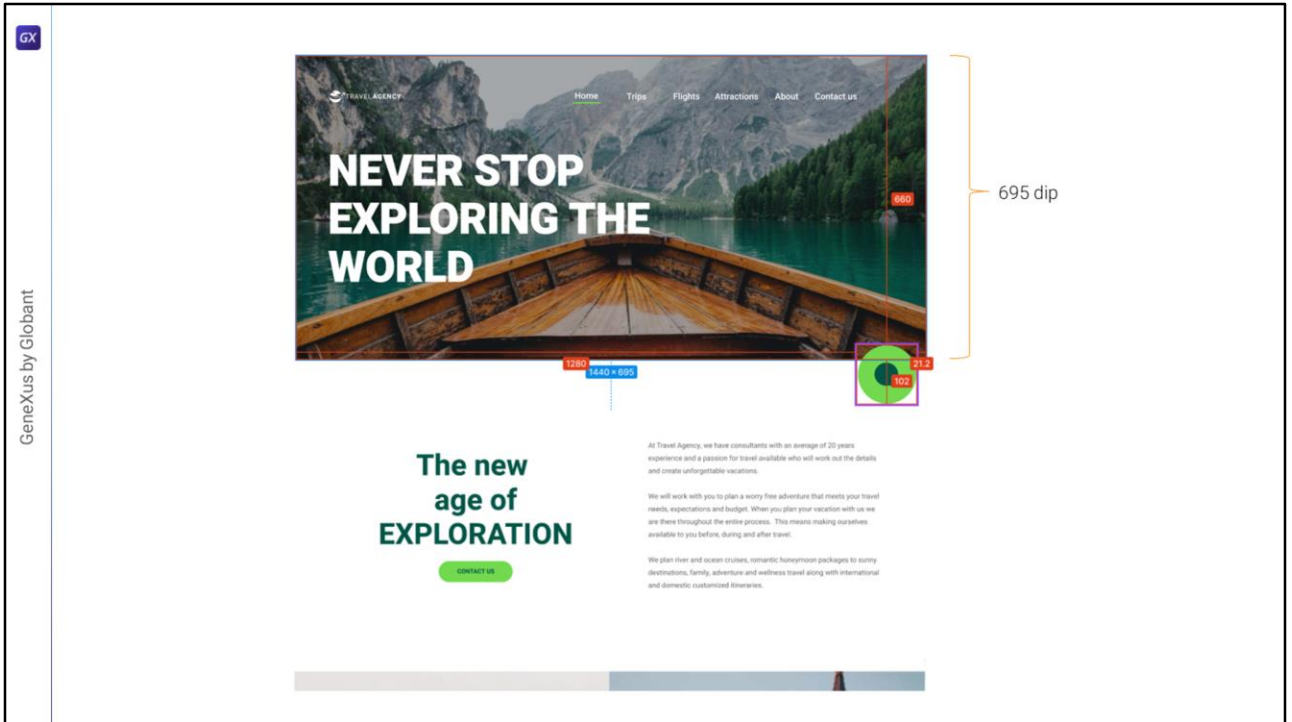 GX
TRAVELAGENCY
Home Trips Flights Attractions About Contact us
NEVER STOP
EXPLORING THE
WORLD
660
695 dip
1280
1440 × 695
21.2
102
GeneXus by Globant
The new
age of
EXPLORATION
CONTACT US
At Travel Agency, we have consultants with an average of 20 years
experience and a passion for travel available who will work out the details
and create unforgettable vacations.
We will work with you to plan a worry free adventure that meets your travel
needs, expectations and budget. When you plan your vacation with us we
are there throughout the entire process. This means making ourselves
available to you before, during and after travel.
We plan river and ocean cruises, romantic honeymoon packages to sunny
destinations, family, adventure and wellness travel along with international
and domestic customized itineraries.